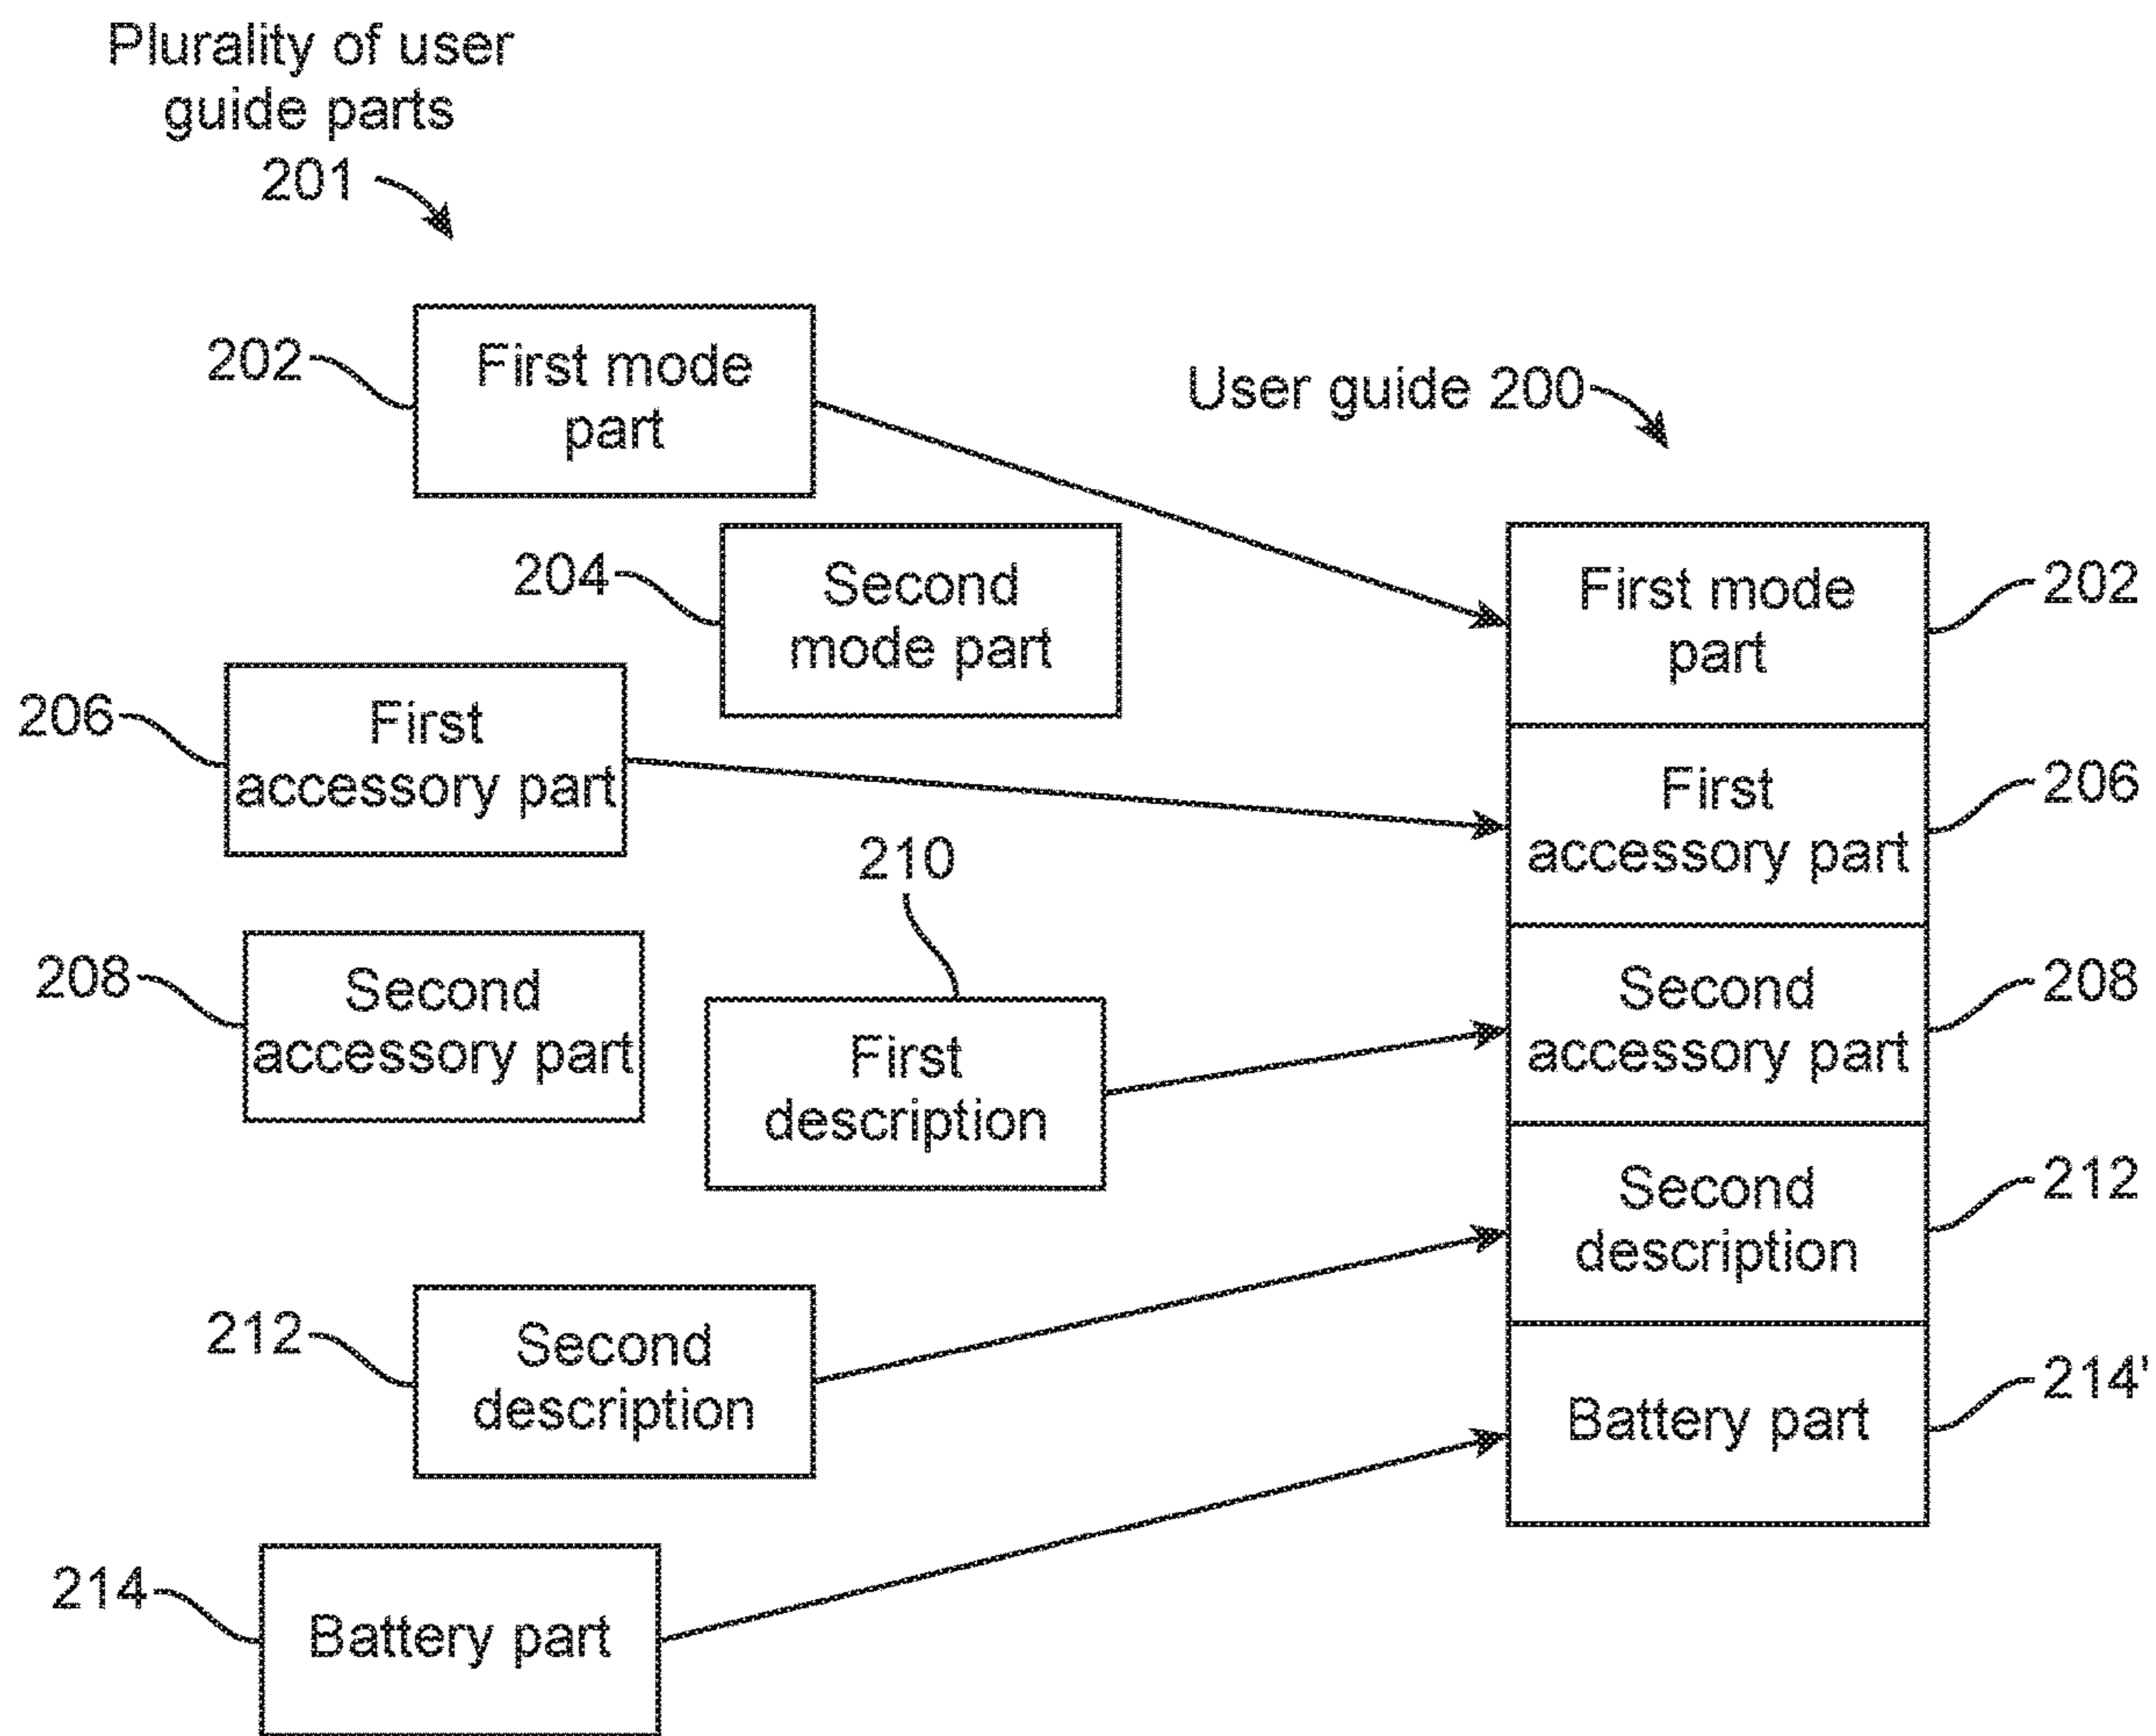 Plurality of user
guide parts
201
202
First mode
part
User guide 200
204
Second
mode part
206
First
accessory part
210
208
Second
accessory part
First
description
212
Second
description
214
Battery part
First mode
part
202
First
accessory part
206
Second
accessory part
208
Second
description
212
Battery part
214'